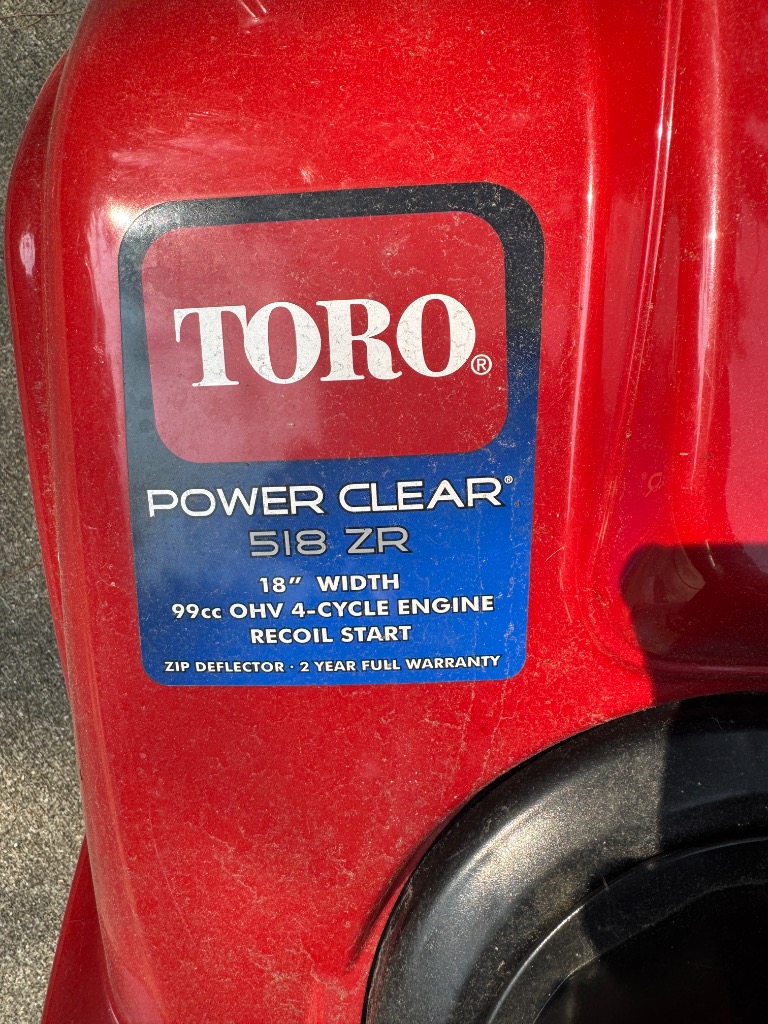 TORO®
POWER CLEAR®
518 ZR
18" WIDTH
99cc OHV 4-CYCLE ENGINE
RECOIL START
ZIP DEFLECTOR · 2 YEAR FULL WARRANTY